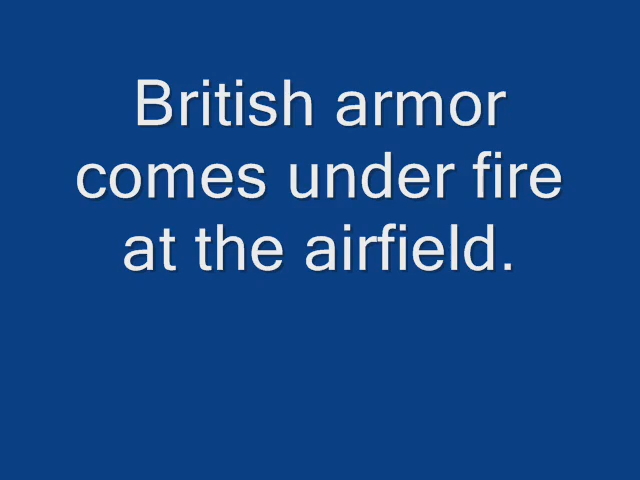 British armor
comes under fire
at the airfield.